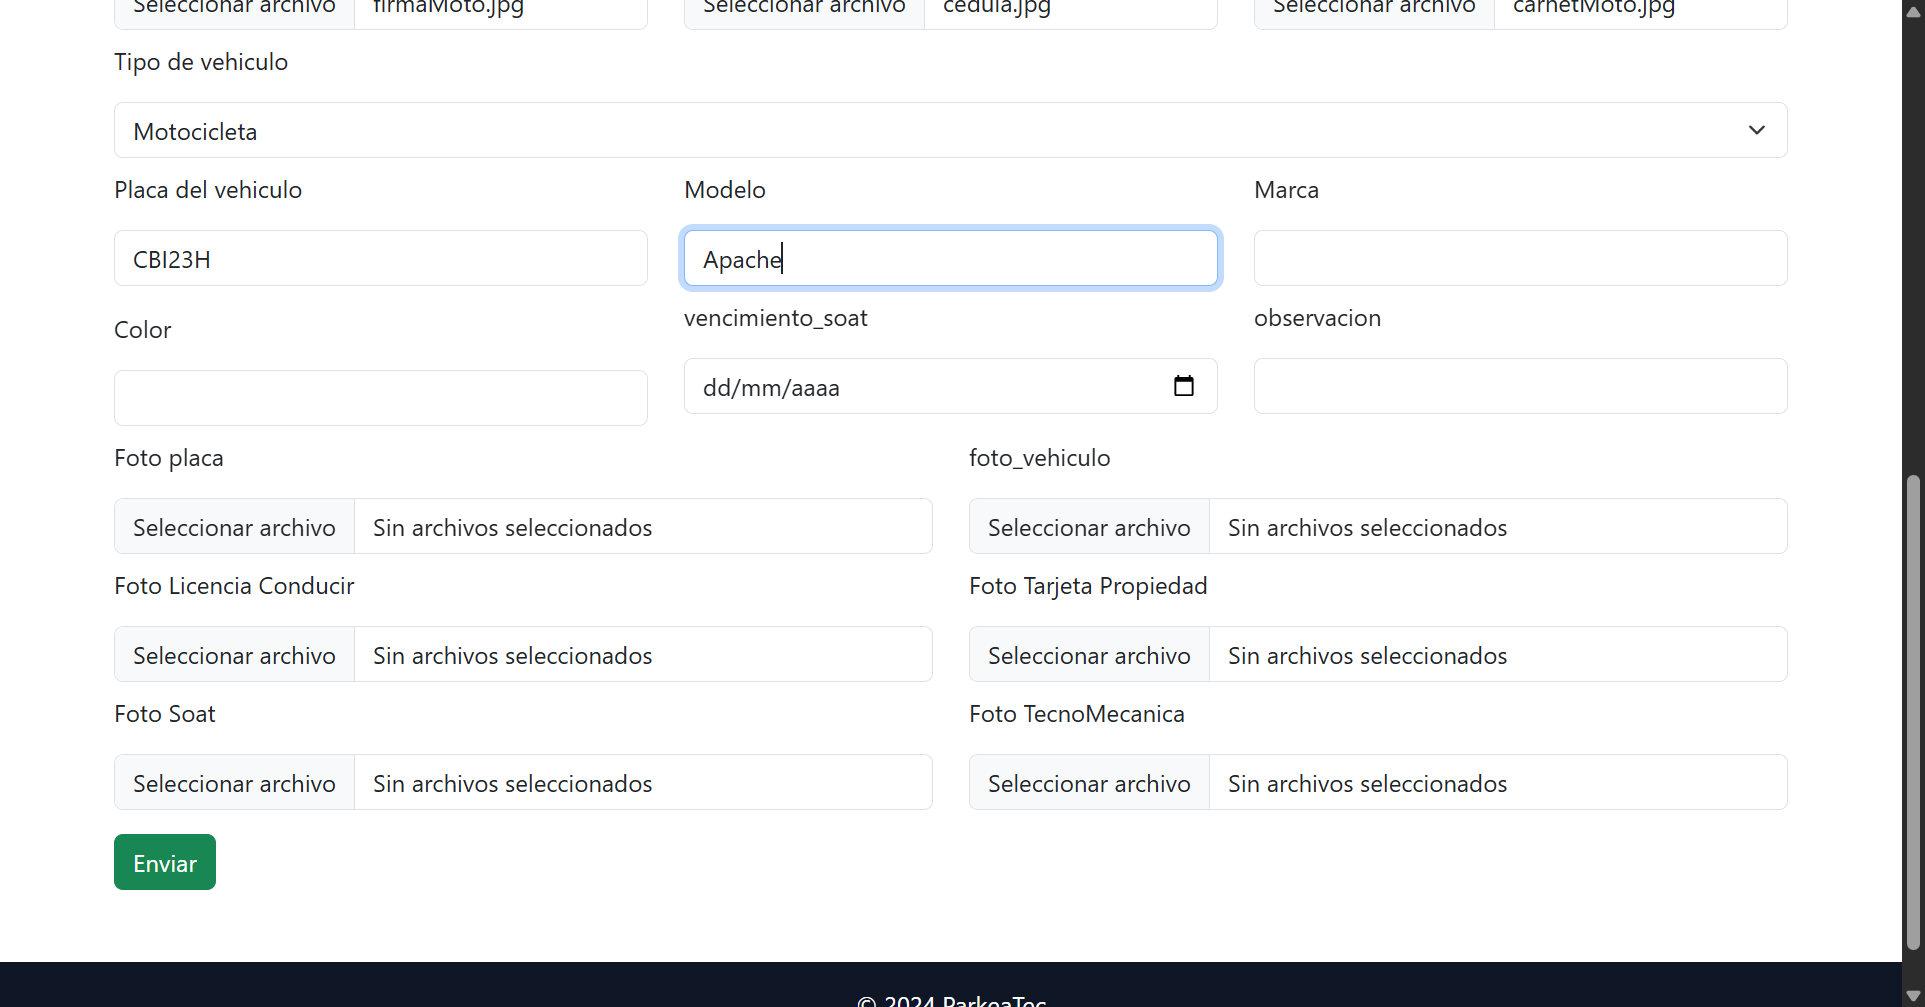 Seleccionar archivo firmaMoto.jpg Seleccionar archivo cedula.jpg Seleccionar archivo carnetMoto.jpg
Tipo de vehiculo
Motocicleta
Placa del vehiculo Modelo Marca
CBI23H Apache
Color vencimiento_soat observacion
dd/mm/aaaa
Foto placa foto_vehiculo
Seleccionar archivo Sin archivos seleccionados Seleccionar archivo Sin archivos seleccionados
Foto Licencia Conducir Foto Tarjeta Propiedad
Seleccionar archivo Sin archivos seleccionados Seleccionar archivo Sin archivos seleccionados
Foto Soat Foto TecnoMecanica
Seleccionar archivo Sin archivos seleccionados Seleccionar archivo Sin archivos seleccionados
Enviar
© 2024 ParkeaTec